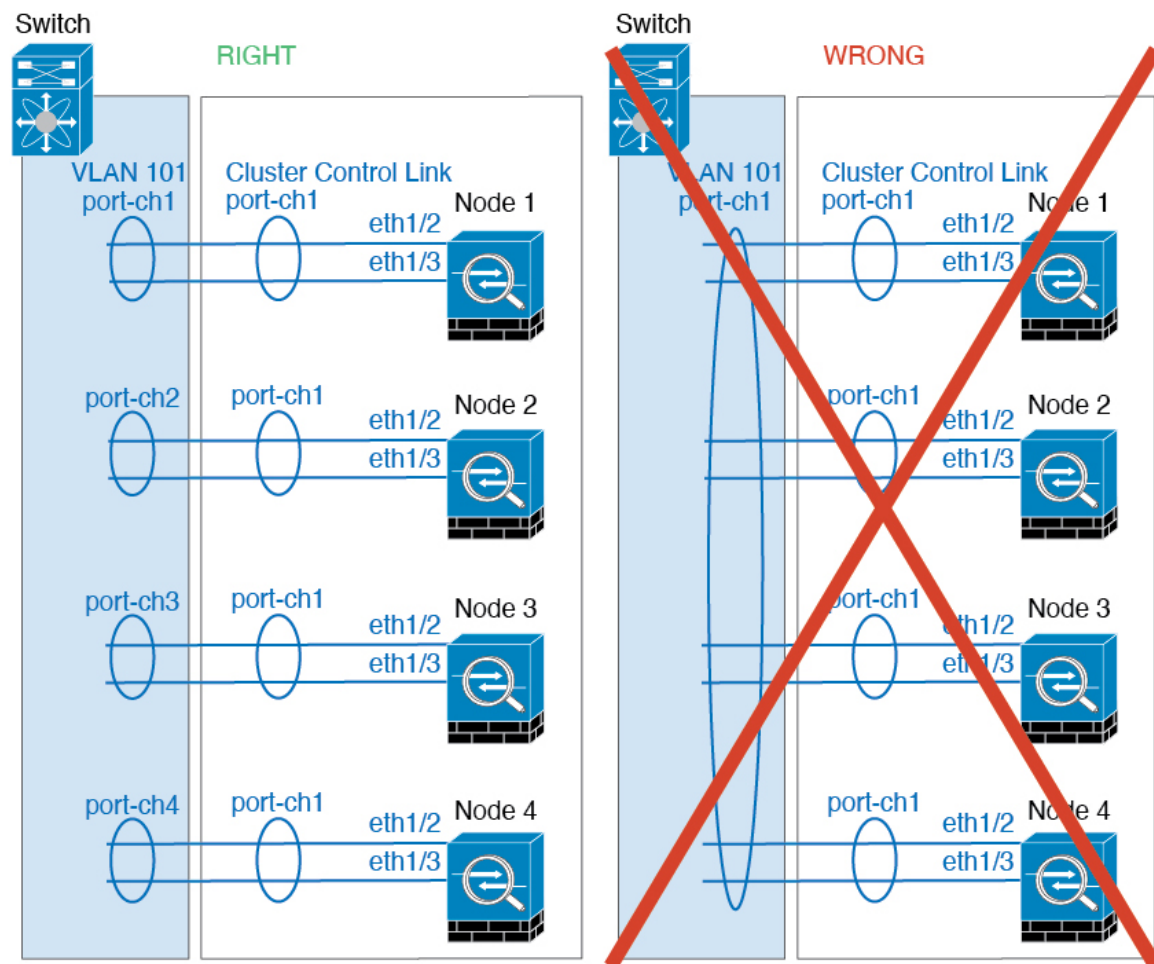 Switch
RIGHT
VLAN 101
port-ch1
Cluster Control Link
port-ch1
Node 1
eth1/2
eth1/3
port-ch2
port-ch1
Node 2
eth1/2
eth1/3
port-ch3
port-ch1
Node 3
eth1/2
eth1/3
port-ch4
port-ch1
Node 4
eth1/2
eth1/3
Switch
WRONG
VLAN 101
port-ch1
Cluster Control Link
port-ch1
Node 1
eth1/2
eth1/3
port-ch1
Node 2
eth1/2
eth1/3
port-ch1
Node 3
eth1/2
eth1/3
port-ch1
Node 4
eth1/2
eth1/3